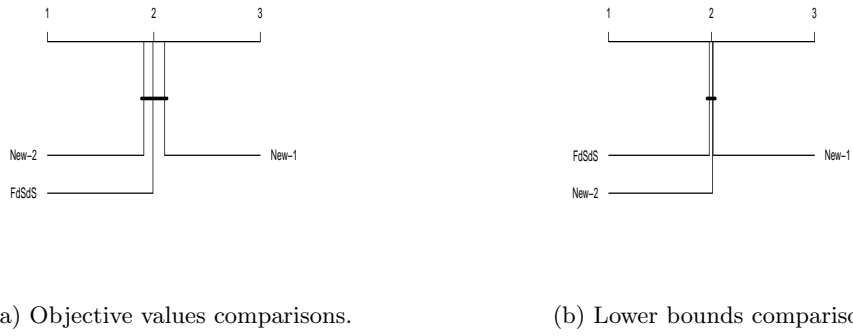 1 2 3
New-2
New-1
FdSdS
a) Objective values comparisons.
1 2 3
FdSdS
New-1
New-2
(b) Lower bounds